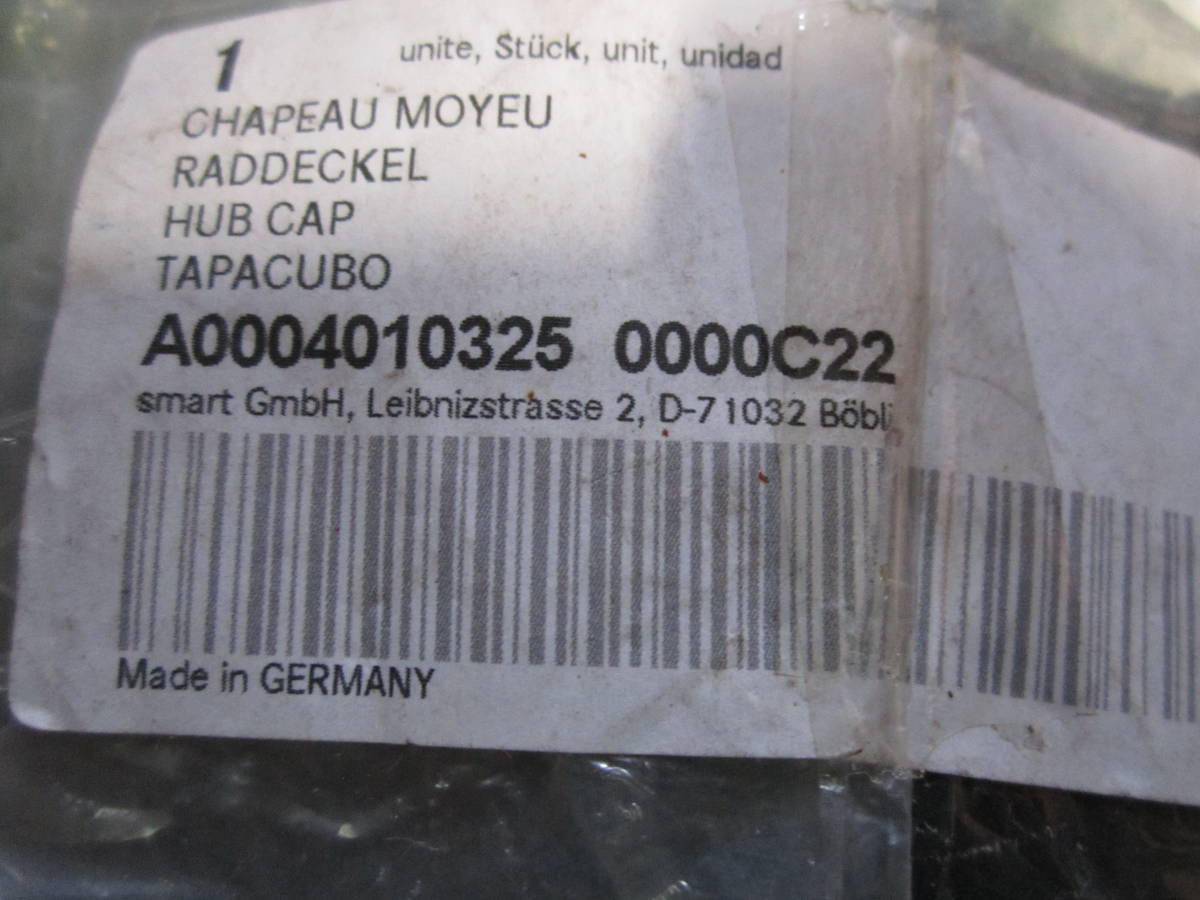 1 unite, Stück, unit, unidad
CHAPEAU MOYEU
RADDECKEL
HUB CAP
TAPACUBO
A0004010325 0000C22
smart GmbH, Leibnizstrasse 2, D-71032 Böbl
Made in GERMANY